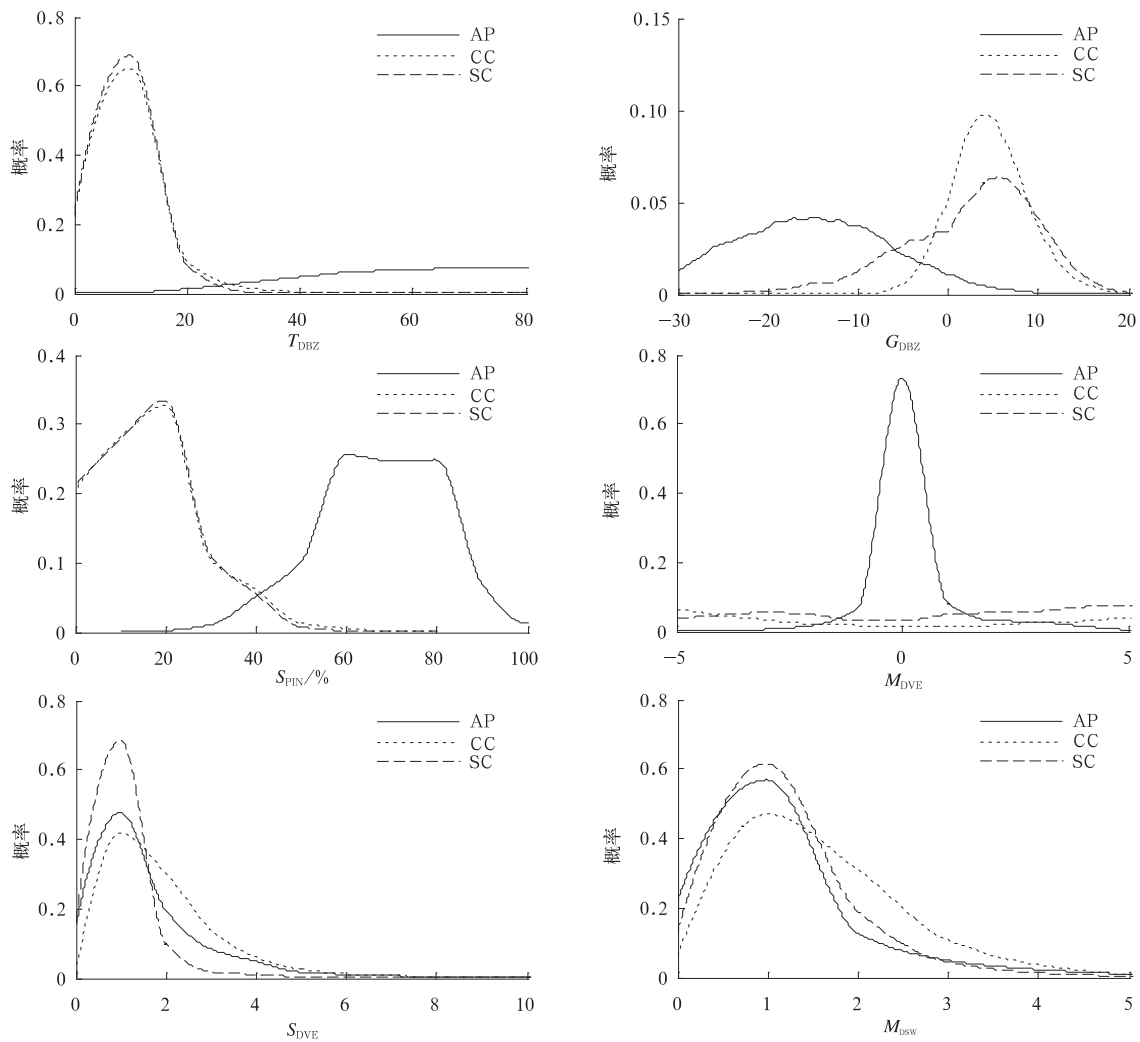 0.8
0.6
0.4
0.2
0
概率
AP
CC
SC
0 20 40 60 80
T_DBZ
0.15
0.10
0.05
0
概率
AP
CC
SC
−30 −20 −10 0 10 20
G_DBZ
0.4
0.3
0.2
0.1
0
概率
AP
CC
SC
0 20 40 60 80 100
S_PIN/%
0.8
0.6
0.4
0.2
0
概率
AP
CC
SC
−5 0 5
M_DVE
0.8
0.6
0.4
0.2
0
概率
AP
CC
SC
0 2 4 6 8 10
S_DVE
0.8
0.6
0.4
0.2
0
概率
AP
CC
SC
0 1 2 3 4 5
M_DSW